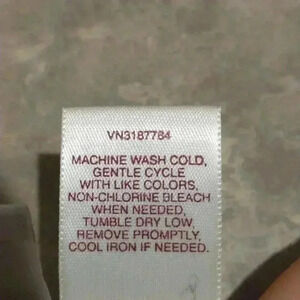 VN3187784
MACHINE WASH COLD,
GENTLE CYCLE
WITH LIKE COLORS,
NON-CHLORINE BLEACH
WHEN NEEDED,
TUMBLE DRY LOW,
REMOVE PROMPTLY,
COOL IRON IF NEEDED.